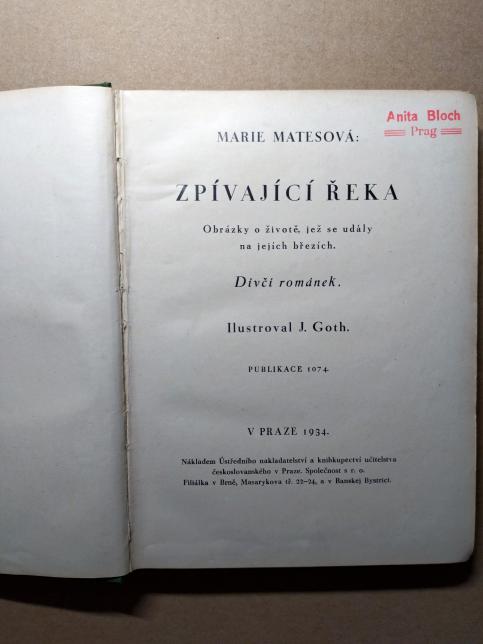 Anita Bloch
Prag
MARIE MATESOVÁ:
ZPÍVAJÍCÍ ŘEKA
Obrázky o životě, jež se udály
na jejích březích.
Dívčí románek.
Ilustroval J. Goth.
PUBLIKACE 1074.
V PRAZE 1934.
Nákladem Ústředního nakladatelství a knihkupectví učitelstva
československého v Praze. Společnost s r. o.
Filiálka v Brně, Masarykova tř. 22–24, a v Banskej Bystrici.